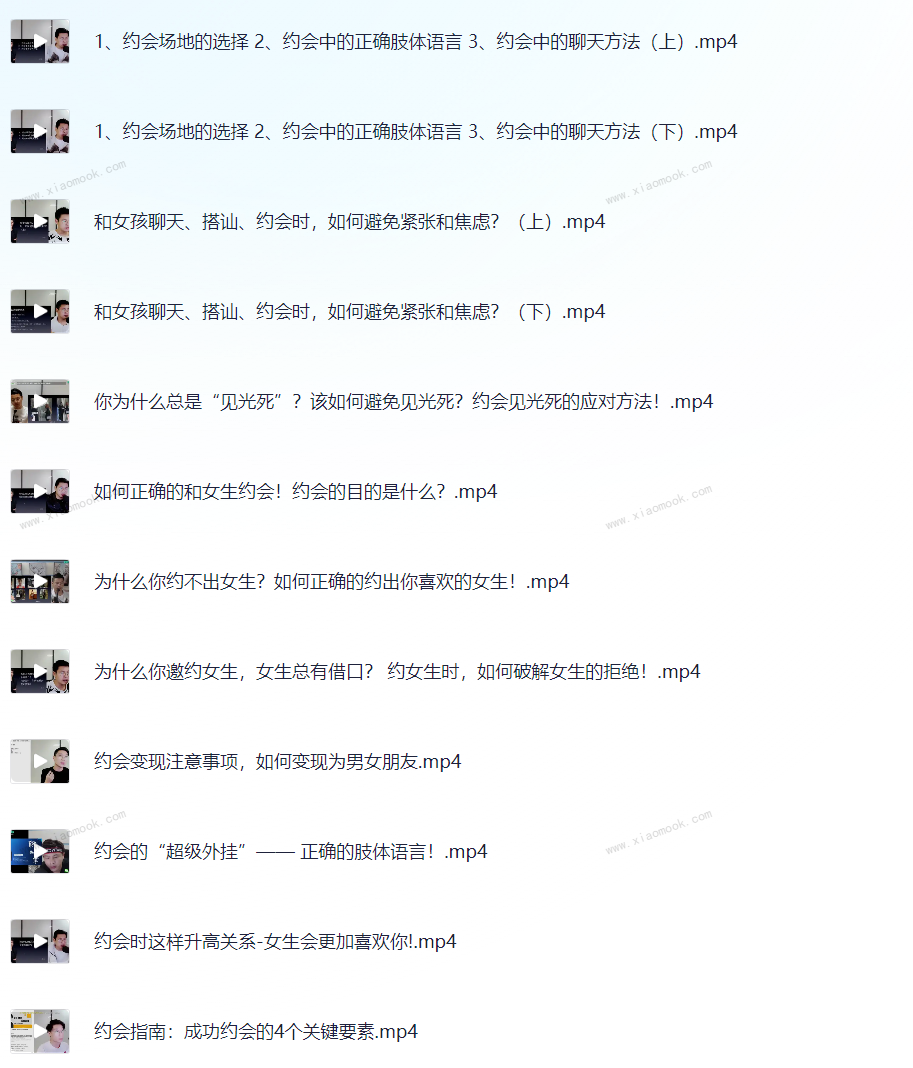 1、约会场地的选择 2、约会中的正确肢体语言 3、约会中的聊天方法（上）.mp4
1、约会场地的选择 2、约会中的正确肢体语言 3、约会中的聊天方法（下）.mp4
www.xiaomook.com
www.xiaomook.com
和女孩聊天、搭讪、约会时，如何避免紧张和焦虑？（上）.mp4
和女孩聊天、搭讪、约会时，如何避免紧张和焦虑？（下）.mp4
你为什么总是“见光死”？该如何避免见光死？约会见光死的应对方法！.mp4
如何正确的和女生约会！约会的目的是什么？.mp4
www.xiaomook.com
为什么你约不出女生？如何正确的约出你喜欢的女生！.mp4
为什么你邀约女生，女生总有借口？ 约女生时，如何破解女生的拒绝！.mp4
约会变现注意事项，如何变现为男女朋友.mp4
www.xiaomook.com
约会的“超级外挂”—— 正确的肢体语言！.mp4
约会时这样升高关系-女生会更加喜欢你!.mp4
约会指南：成功约会的4个关键要素.mp4